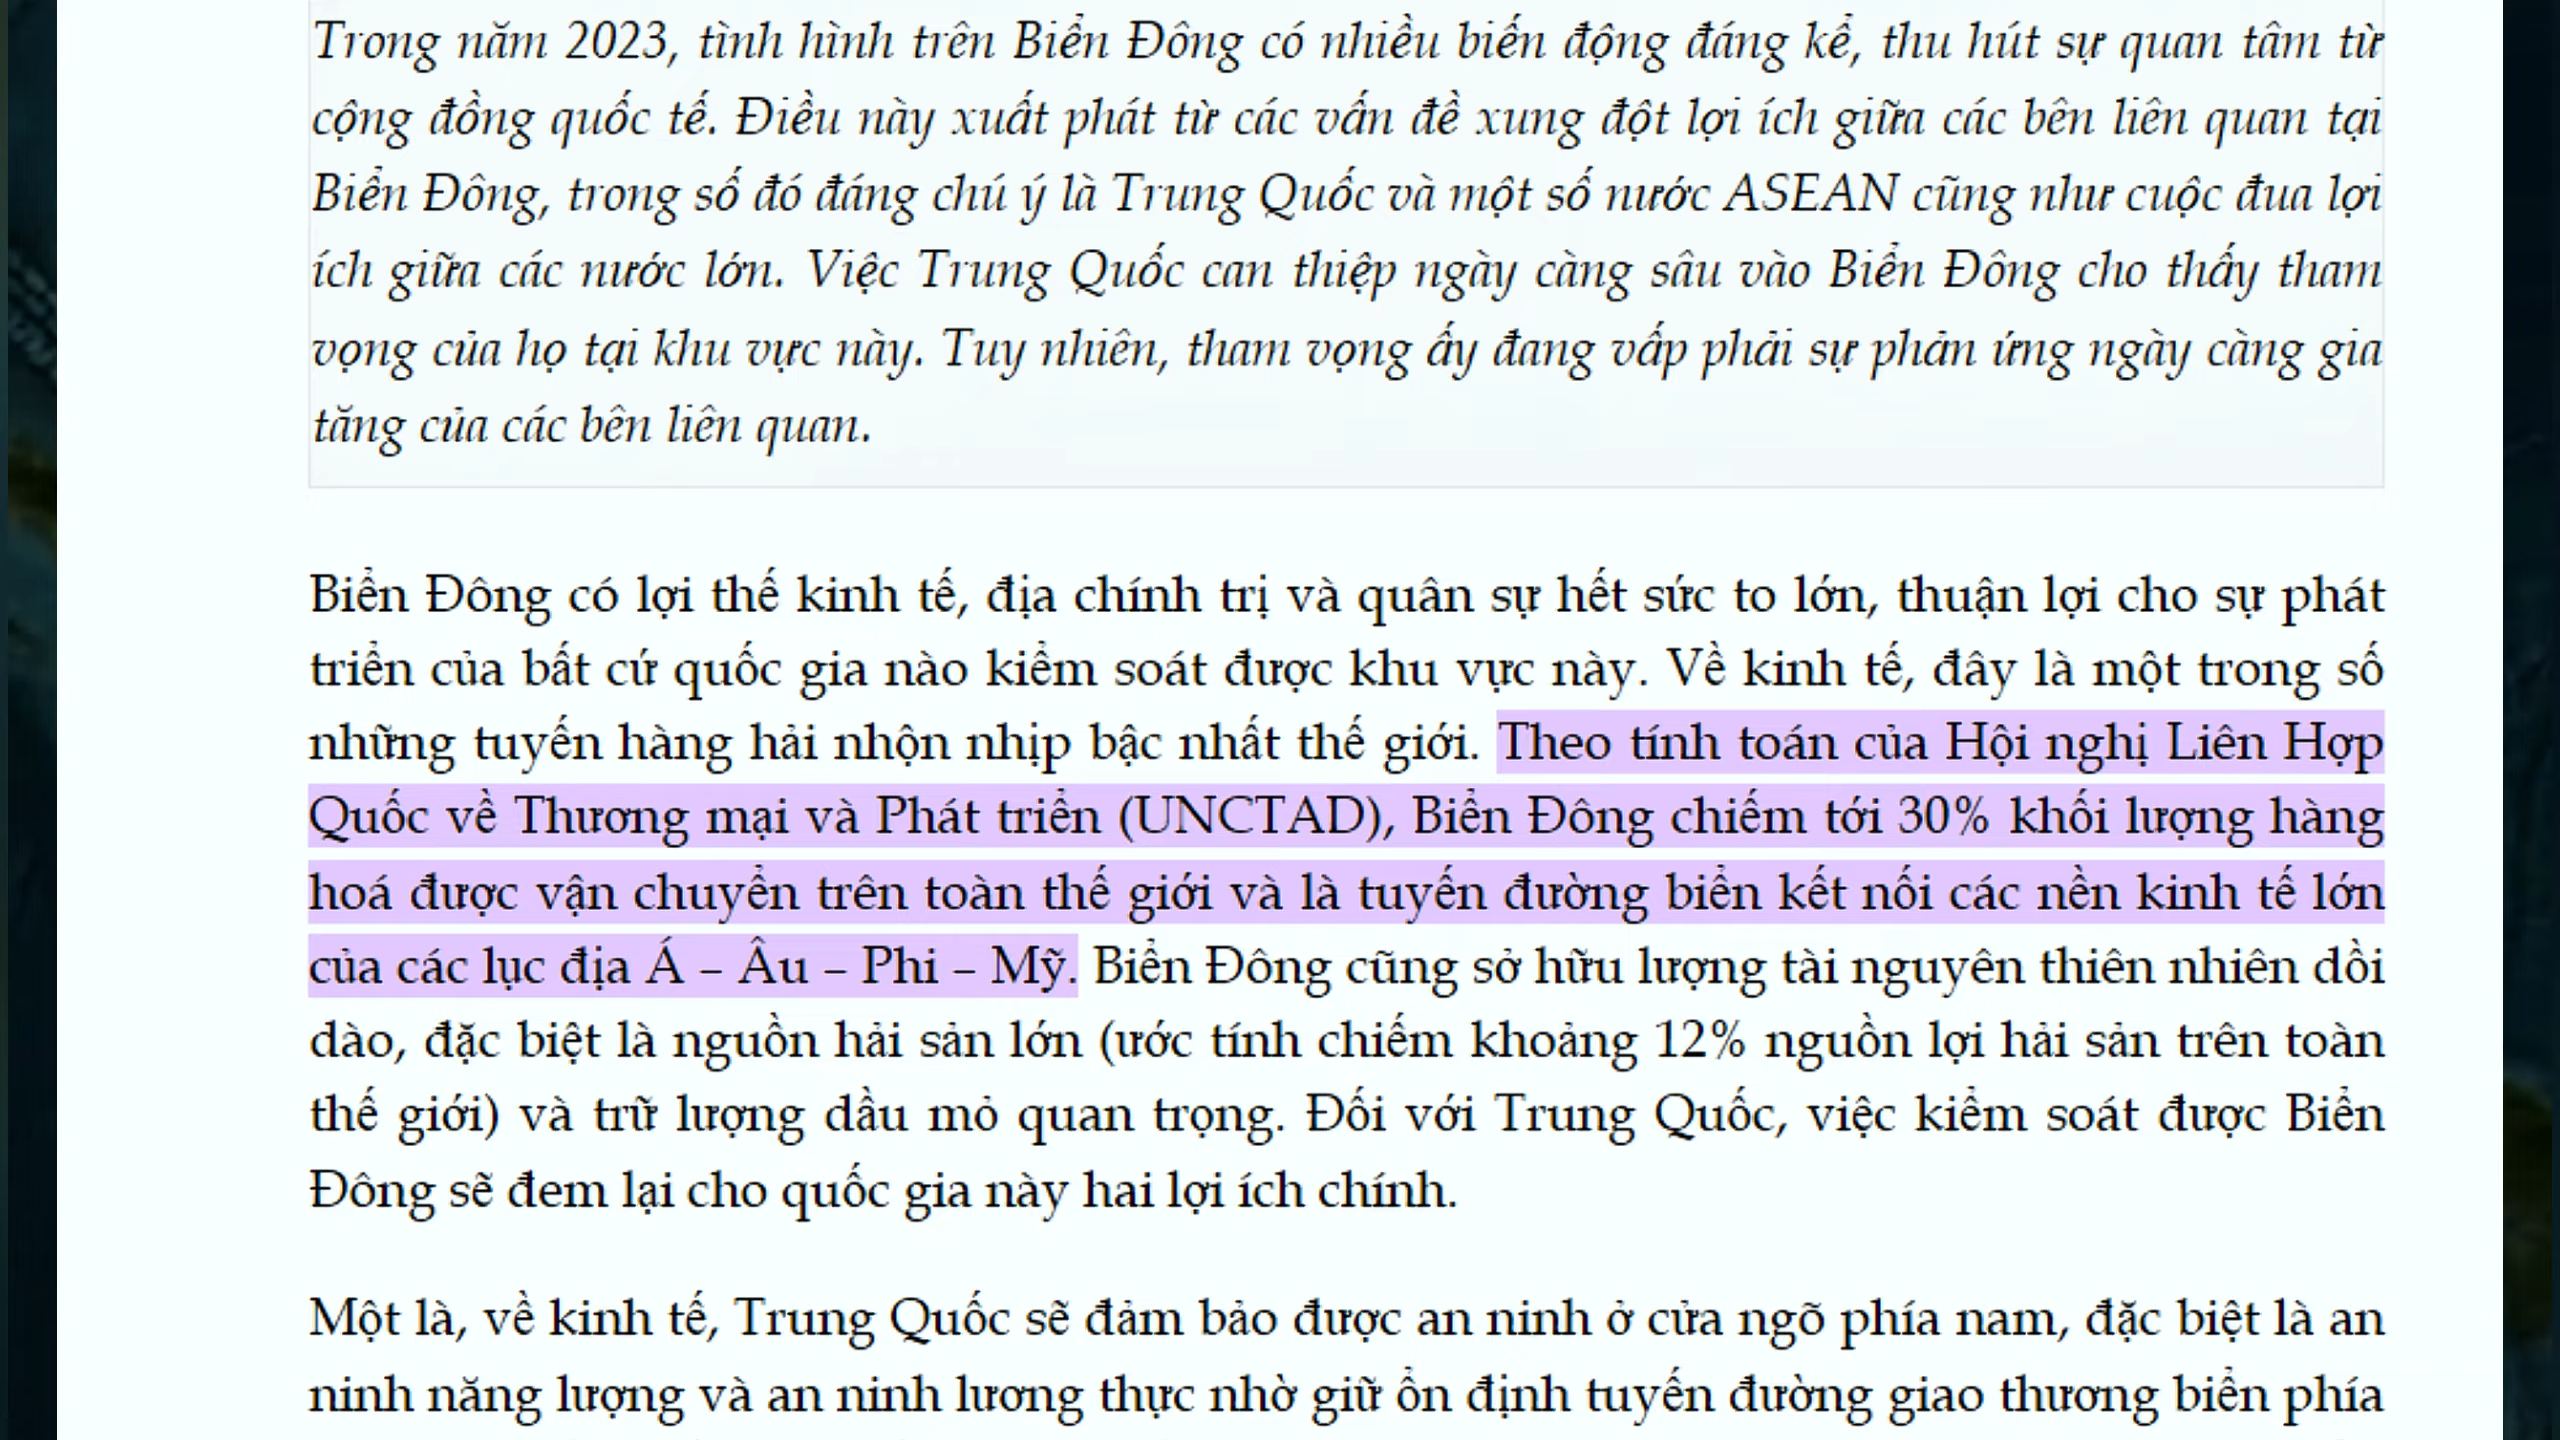 Trong năm 2023, tình hình trên Biển Đông có nhiều biến động đáng kể, thu hút sự quan tâm từ
cộng đồng quốc tế. Điều này xuất phát từ các vấn đề xung đột lợi ích giữa các bên liên quan tại
Biển Đông, trong số đó đáng chú ý là Trung Quốc và một số nước ASEAN cũng như cuộc đua lợi
ích giữa các nước lớn. Việc Trung Quốc can thiệp ngày càng sâu vào Biển Đông cho thấy tham
vọng của họ tại khu vực này. Tuy nhiên, tham vọng ấy đang vấp phải sự phản ứng ngày càng gia
tăng của các bên liên quan.
Biển Đông có lợi thế kinh tế, địa chính trị và quân sự hết sức to lớn, thuận lợi cho sự phát
triển của bất cứ quốc gia nào kiểm soát được khu vực này. Về kinh tế, đây là một trong số
những tuyến hàng hải nhộn nhịp bậc nhất thế giới. Theo tính toán của Hội nghị Liên Hợp
Quốc về Thương mại và Phát triển (UNCTAD), Biển Đông chiếm tới 30% khối lượng hàng
hoá được vận chuyển trên toàn thế giới và là tuyến đường biển kết nối các nền kinh tế lớn
của các lục địa Á – Âu – Phi – Mỹ. Biển Đông cũng sở hữu lượng tài nguyên thiên nhiên dồi
dào, đặc biệt là nguồn hải sản lớn (ước tính chiếm khoảng 12% nguồn lợi hải sản trên toàn
thế giới) và trữ lượng dầu mỏ quan trọng. Đối với Trung Quốc, việc kiểm soát được Biển
Đông sẽ đem lại cho quốc gia này hai lợi ích chính.
Một là, về kinh tế, Trung Quốc sẽ đảm bảo được an ninh ở cửa ngõ phía nam, đặc biệt là an
ninh năng lượng và an ninh lương thực nhờ giữ ổn định tuyến đường giao thương biển phía